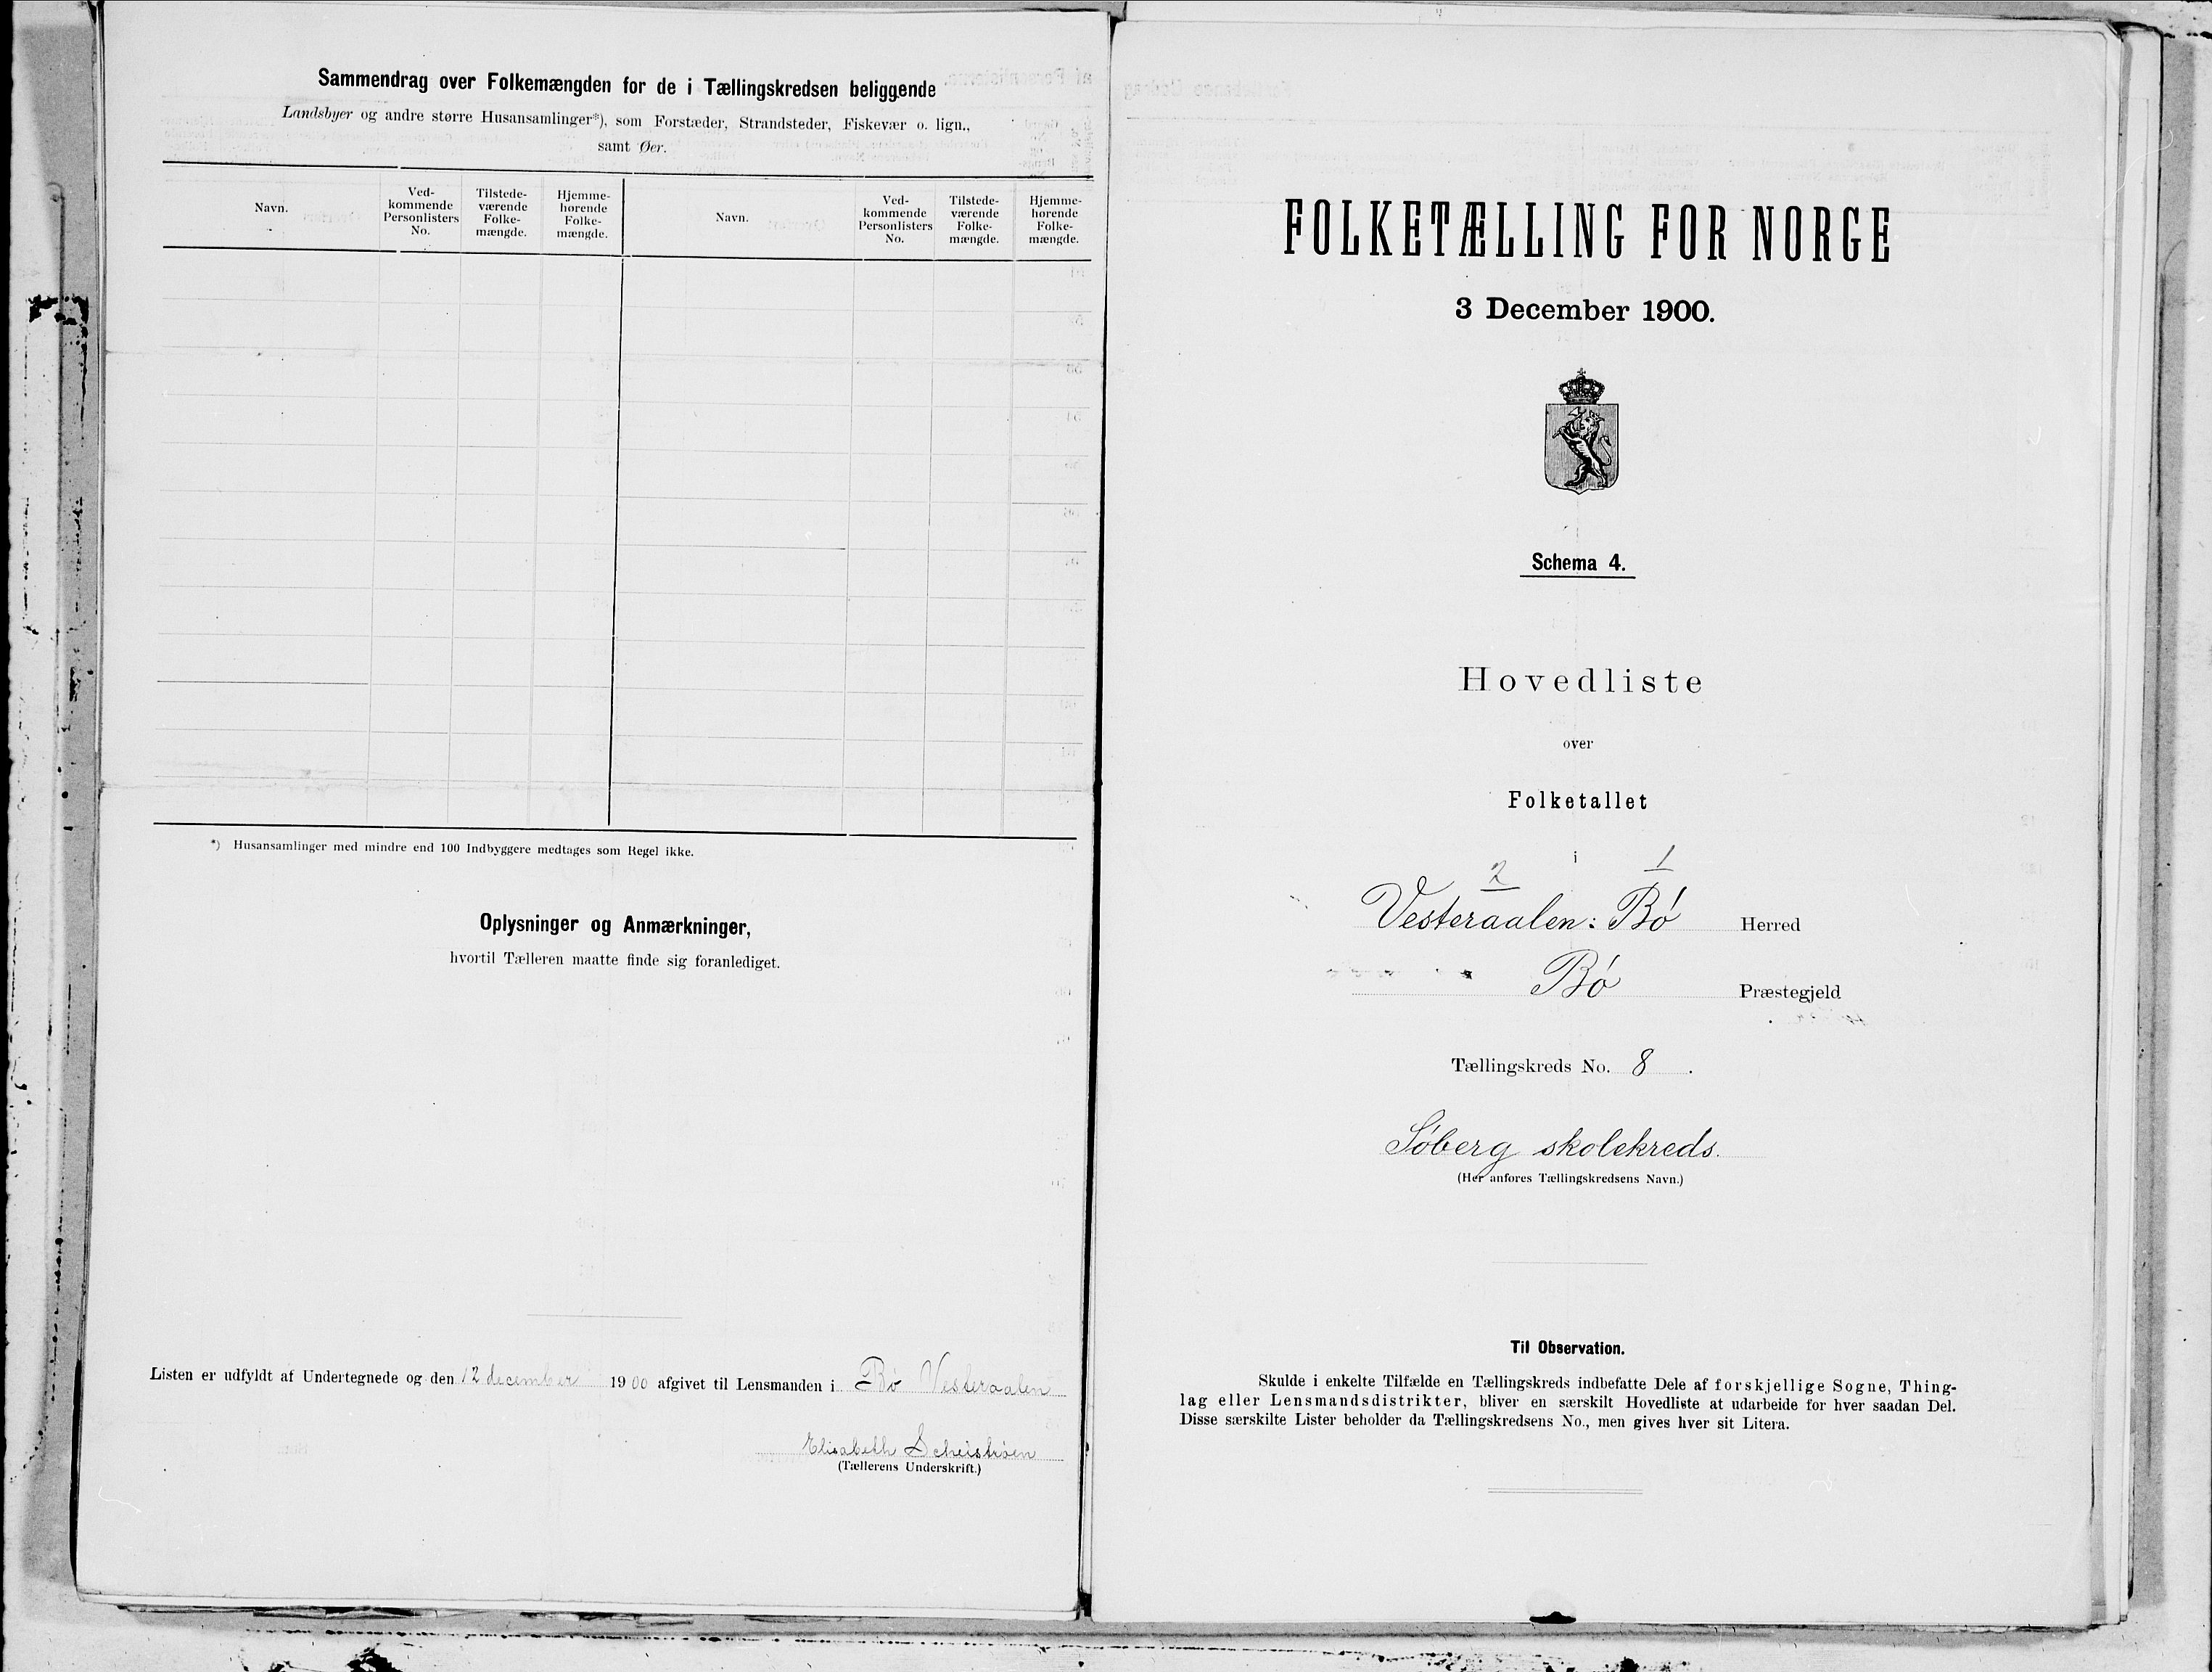 Sammendrag over Folkemængden for de i Tællingskredsen beliggende
Landsbyer og andre større Husansamlinger*), som Forstæder, Strandsteder, Fiskevær o. lign.,
samt Øer.
Navn.
Ved-
kommende
Personlisters
No.
Tilstede-
værende
Folke-
mængde.
Hjemme-
hørende
Folke-
mængde.
Navn.
Ved-
kommende
Personlisters
No.
Tilstede-
værende
Folke-
mængde.
Hjemme-
hørende
Folke-
mængde.
*) Husansamlinger med mindre end 100 Indbyggere medtages som Regel ikke.
Oplysninger og Anmærkninger,
hvortil Tælleren maatte finde sig foranlediget.
Listen er udfyldt af Undertegnede og den 12 december 1900 afgivet til Lensmanden i Bø Vesteraalen
Elisabeth
(Tællerens Underskrift.)
FOLKETÆLLING FOR NORGE
3 December 1900.
Schema 4.
Hovedliste
over
Folketallet
i
2 1
Vesteraalen: Bø Herred
Bø Præstegjeld
Tællingskreds No. 8.
Søberg skolekreds.
(Her anføres Tællingskredsens Navn.)
Til Observation.
Skulde i enkelte Tilfælde en Tællingskreds indbefatte Dele af forskjellige Sogne, Thing-
lag eller Lensmandsdistrikter, bliver en særskilt Hovedliste at udarbeide for hver saadan Del.
Disse særskilte Lister beholder da Tællingskredsens No., men gives hver sit Litera.